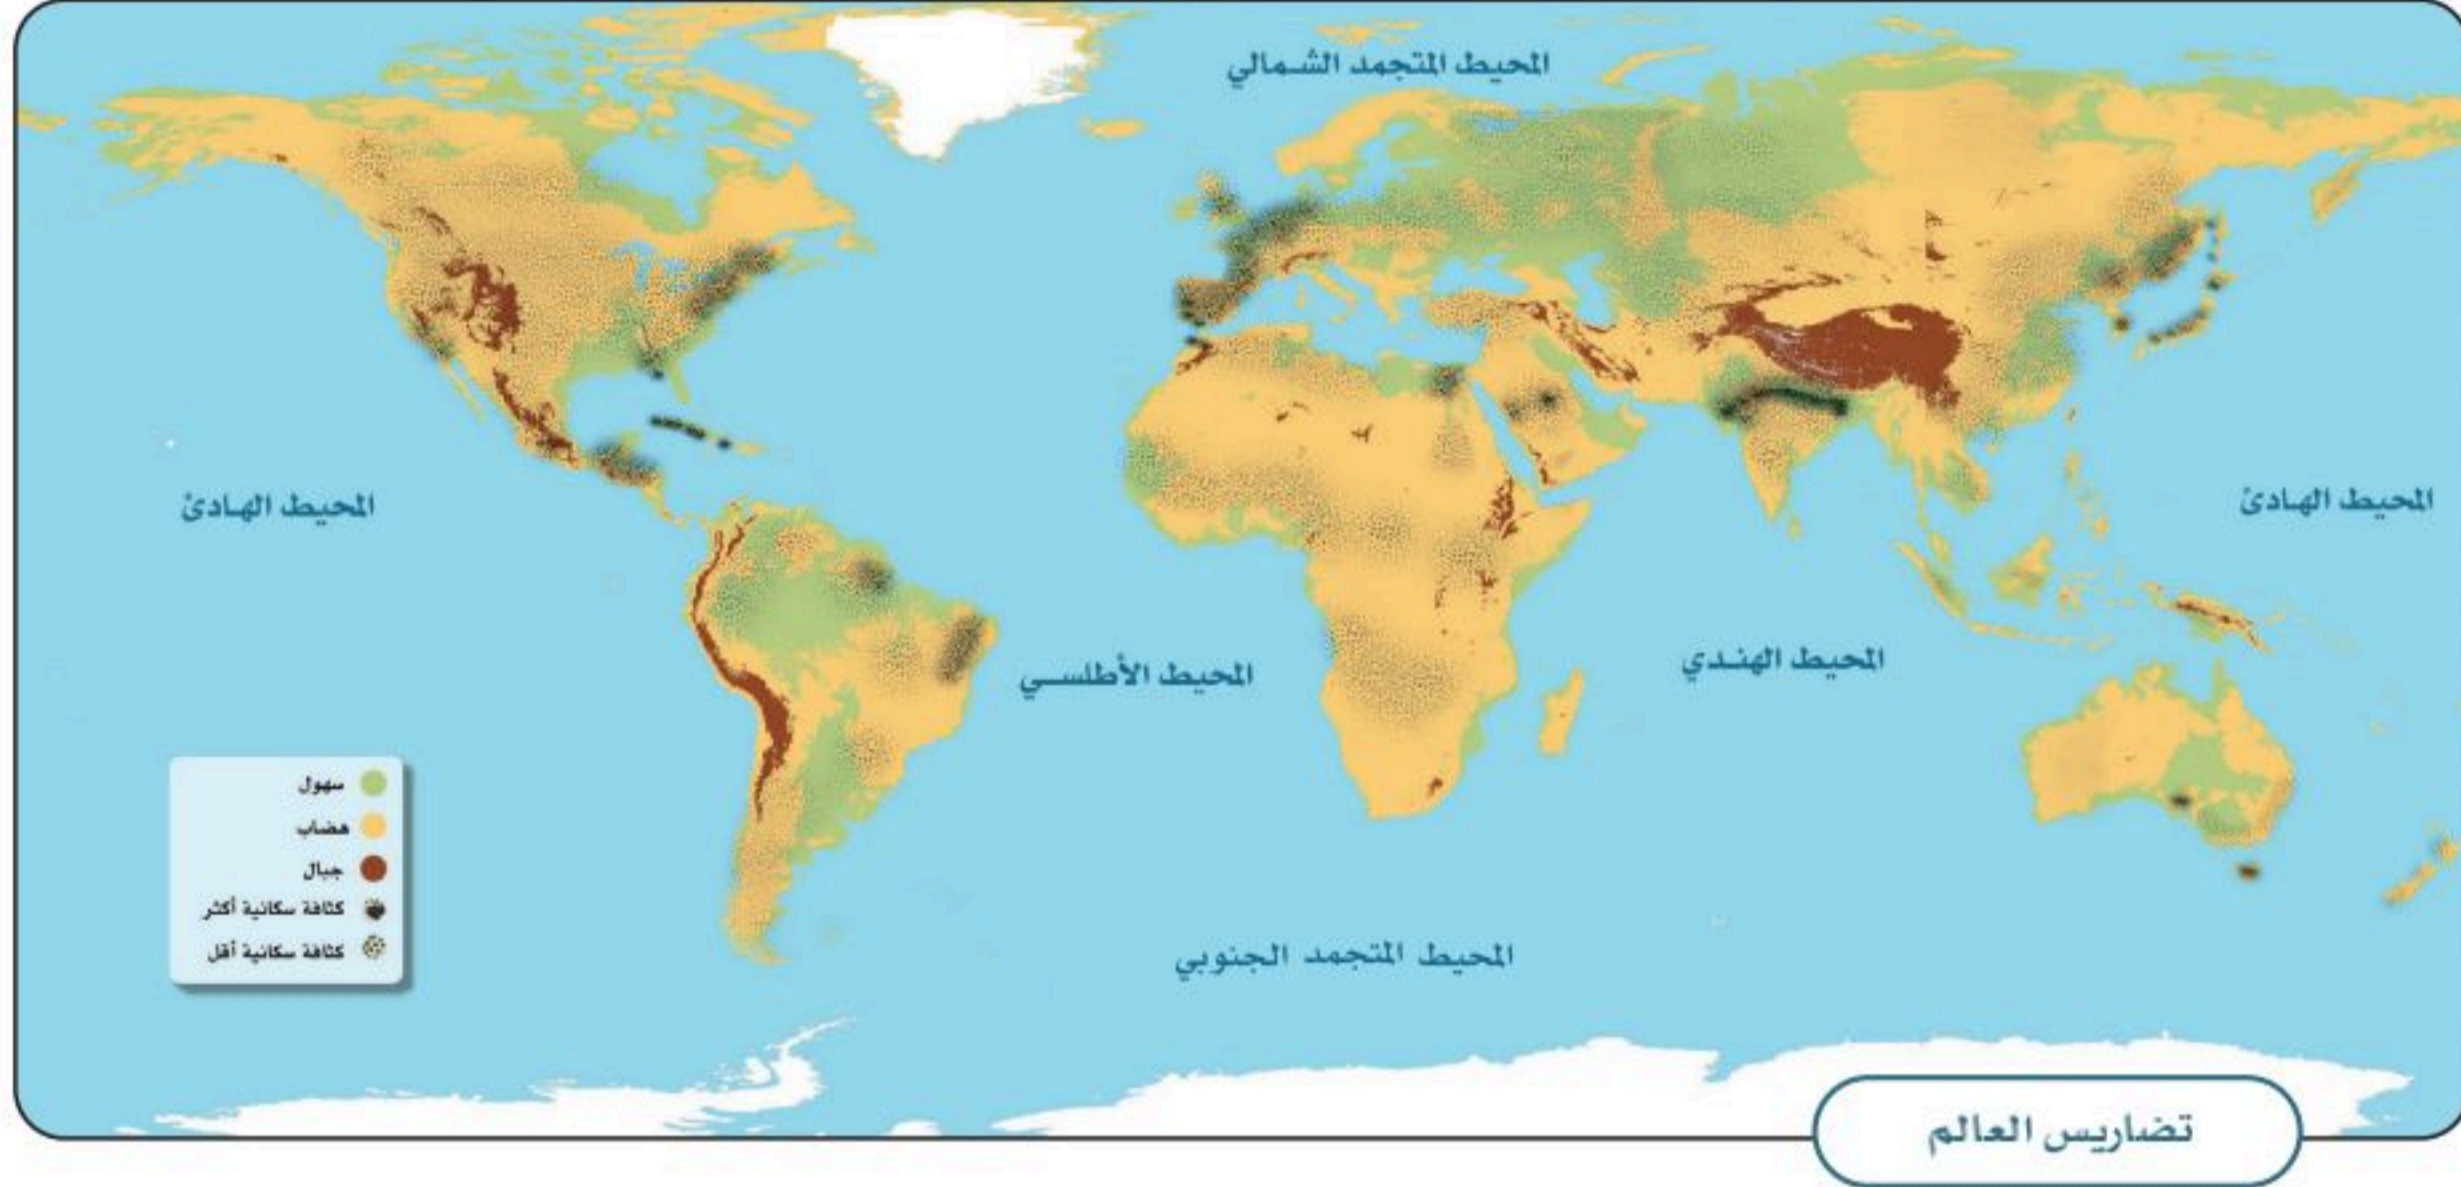 المحيط المتجمد الشمالي
المحيط الهادئ
المحيط الهادئ
المحيط الأطلسي
المحيط الهندي
المحيط المتجمد الجنوبي
سهول
هضاب
جبال
كثافة سكانية أكثر
كثافة سكانية أقل
تضاريس العالم